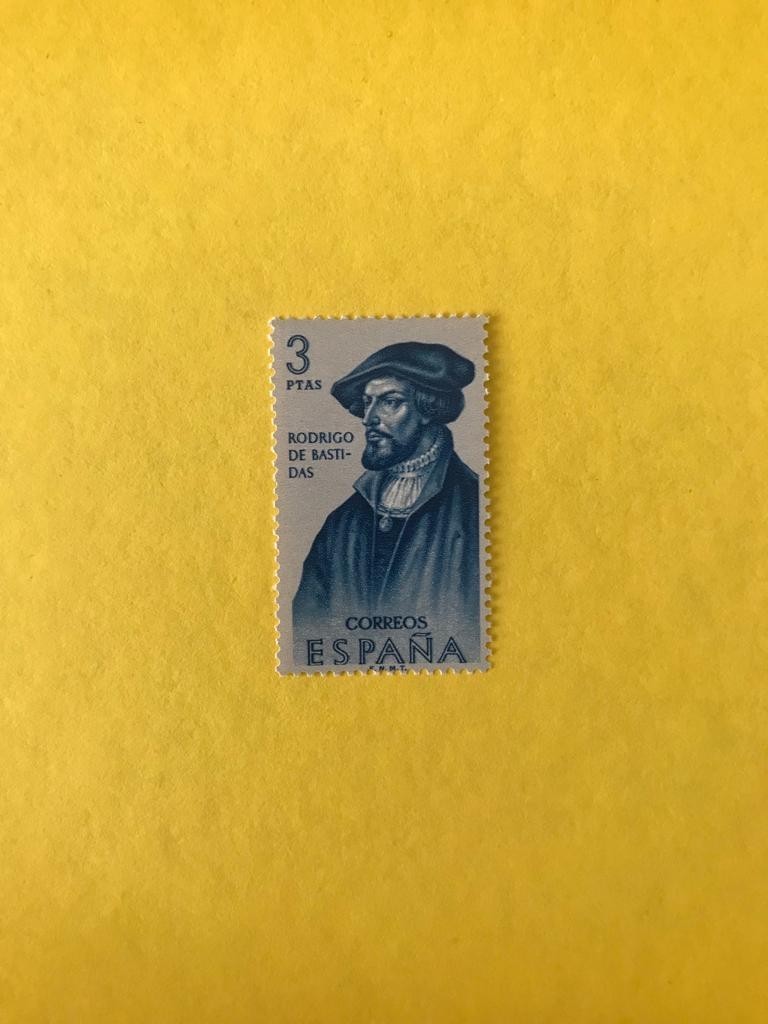 3
PTAS
RODRIGO
DE BASTI-
DAS
CORREOS
ESPAÑA
F.N.M.T.